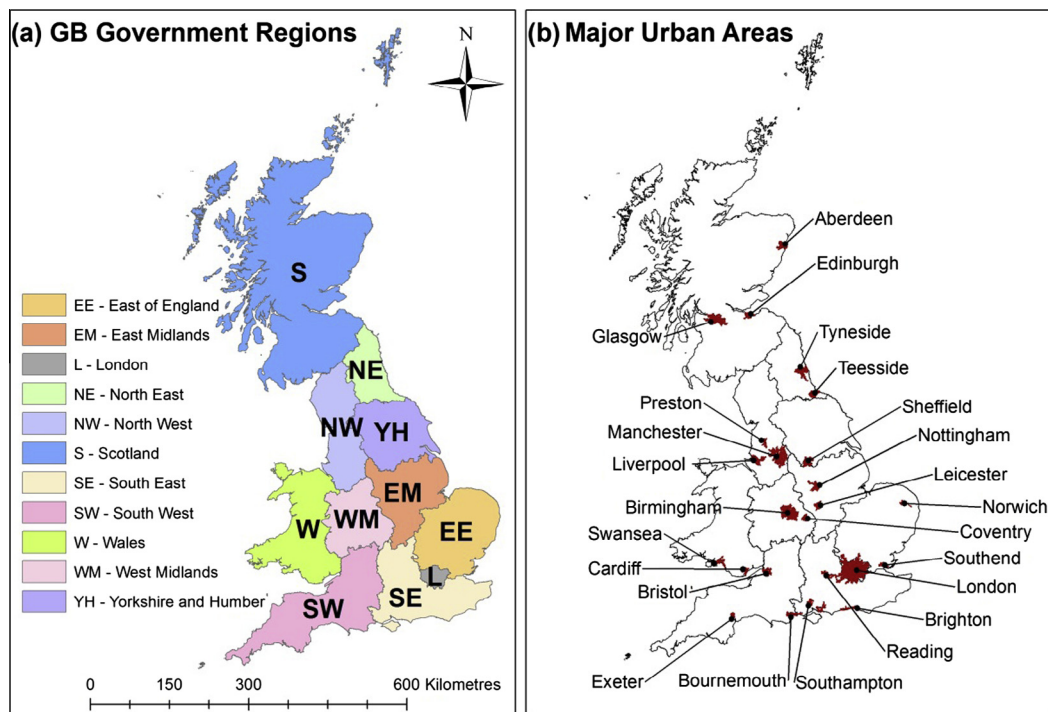 (a) GB Government Regions
N
S
NE
NW
YH
EM
WM
W
EE
L
SE
SW
EE - East of England
EM - East Midlands
L - London
NE - North East
NW - North West
S - Scotland
SE - South East
SW - South West
W - Wales
WM - West Midlands
YH - Yorkshire and Humber
0 150 300 600 Kilometres
(b) Major Urban Areas
Aberdeen
Edinburgh
Glasgow
Tyneside
Teesside
Preston
Sheffield
Manchester
Nottingham
Liverpool
Leicester
Birmingham
Norwich
Coventry
Swansea
Southend
Cardiff
London
Bristol
Brighton
Reading
Exeter
Bournemouth
Southampton